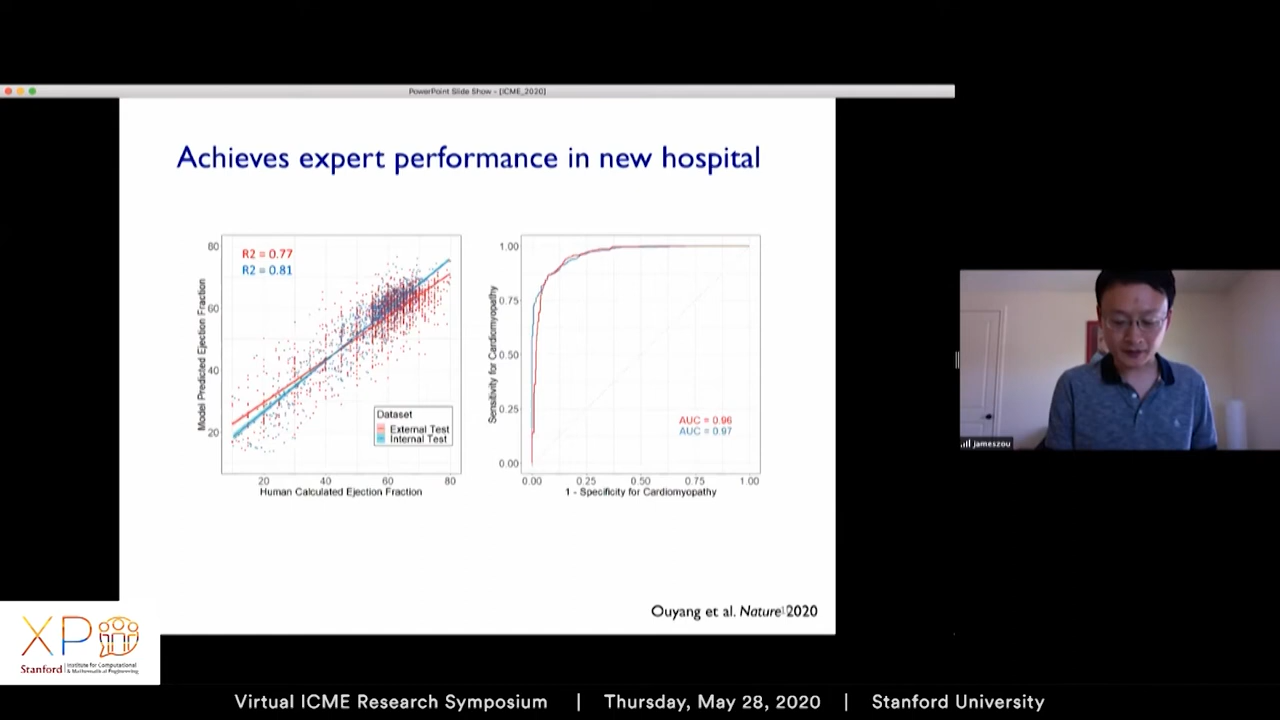 PowerPoint Slide Show - [ICME_2020]
Achieves expert performance in new hospital
R2 = 0.77
R2 = 0.81
80
60
40
20
Model Predicted Ejection Fraction
Dataset
External Test
Internal Test
20
40
60
80
Human Calculated Ejection Fraction
1.00
0.75
0.50
0.25
0.00
Sensitivity for Cardiomyopathy
AUC = 0.96
AUC = 0.97
0.00
0.25
0.50
0.75
1.00
1 - Specificity for Cardiomyopathy
Ouyang et al. Nature 2020
jameszou
XP
Stanford
Institute for Computational
& Mathematical Engineering
Virtual ICME Research Symposium | Thursday, May 28, 2020 | Stanford University